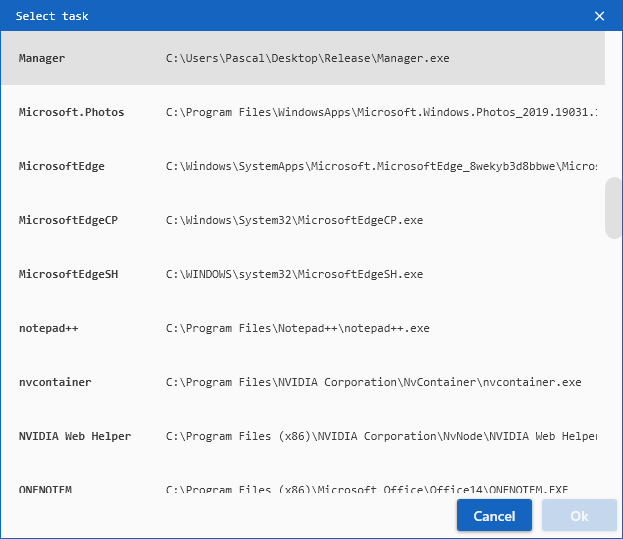 Select task
Manager C:\Users\Pascal\Desktop\Release\Manager.exe
Microsoft.Photos C:\Program Files\WindowsApps\Microsoft.Windows.Photos_2019.19031.1
MicrosoftEdge C:\Windows\SystemApps\Microsoft.MicrosoftEdge_8wekyb3d8bbwe\Micros
MicrosoftEdgeCP C:\Windows\System32\MicrosoftEdgeCP.exe
MicrosoftEdgeSH C:\WINDOWS\system32\MicrosoftEdgeSH.exe
notepad++ C:\Program Files\Notepad++\notepad++.exe
nvcontainer C:\Program Files\NVIDIA Corporation\NvContainer\nvcontainer.exe
NVIDIA Web Helper C:\Program Files (x86)\NVIDIA Corporation\NvNode\NVIDIA Web Helper
ONENOTEM C:\Program Files (x86)\Microsoft Office\Office14\ONENOTEM.EXE
Cancel Ok